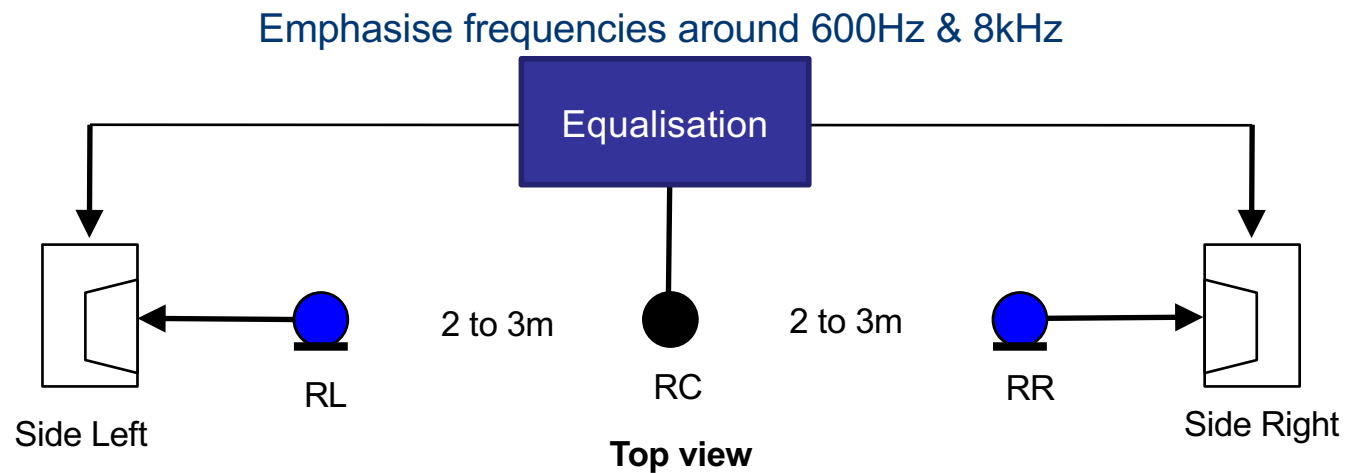 Emphasise frequencies around 600Hz & 8kHz
Equalisation
2 to 3m
2 to 3m
RL
RC
RR
Side Left
Side Right
Top view